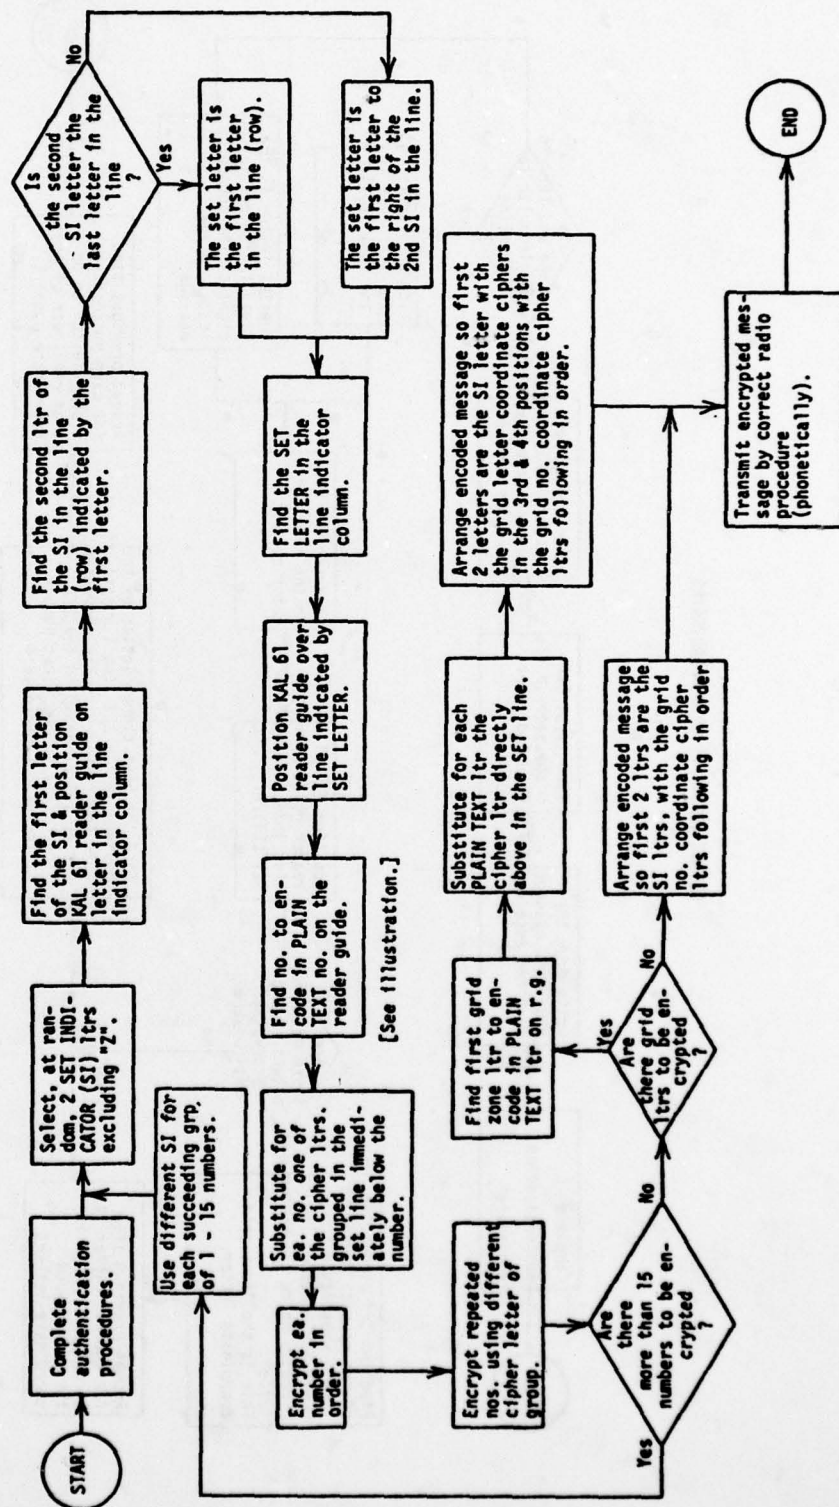 START
Complete
authentication
procedures.
Select, at ran-
dom, 2 SET INDI-
CATOR (SI) ltrs
excluding "Z".
Find the first letter
of the SI & position
KAL 61 reader guide on
letter in the line
indicator column.
Find the second ltr of
the SI in the line
(row) indicated by the
first letter.
Is
the second
SI letter the
last letter in the
line
?
No
Yes
The set letter is
the first letter
in the line (row).
The set letter is
the first letter to
the right of the
2nd SI in the line.
Find the SET
LETTER in the
line indicator
column.
Position KAL 61
reader guide over
line indicated by
SET LETTER.
Find no. to en-
code in PLAIN
TEXT no. on the
reader guide.
[See illustration.]
Substitute for
ea. no. one of
the cipher ltrs.
grouped in the
set line immedi-
ately below the
number.
Encrypt ea.
number in
order.
Encrypt repeated
nos. using different
cipher letter of
group.
Are
there
more than 15
numbers to be en-
crypted
?
Yes
Use different SI for
each succeeding grp,
of 1 - 15 numbers.
No
Are
there grid
ltrs to be en-
crypted
?
Yes
Find first grid
zone ltr to en-
code in PLAIN
TEXT ltr on r.g.
Substitute for each
PLAIN TEXT ltr the
cipher ltr directly
above in the SET line.
Arrange encoded message so first
2 letters are the SI letter with
the grid letter coordinate ciphers
in the 3rd & 4th positions with
the grid no. coordinate cipher
ltrs following in order.
No
Arrange encoded message
so first 2 ltrs are the
SI ltrs, with the grid
no. coordinate cipher
ltrs following in order
Transmit encrypted mes-
sage by correct radio
procedure
(phonetically).
END